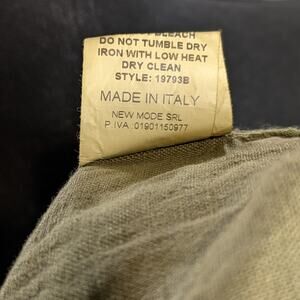 BLEACH
DO NOT TUMBLE DRY
IRON WITH LOW HEAT
DRY CLEAN
STYLE: 19793B
MADE IN ITALY
NEW MODE SRL
P.IVA :01901150977